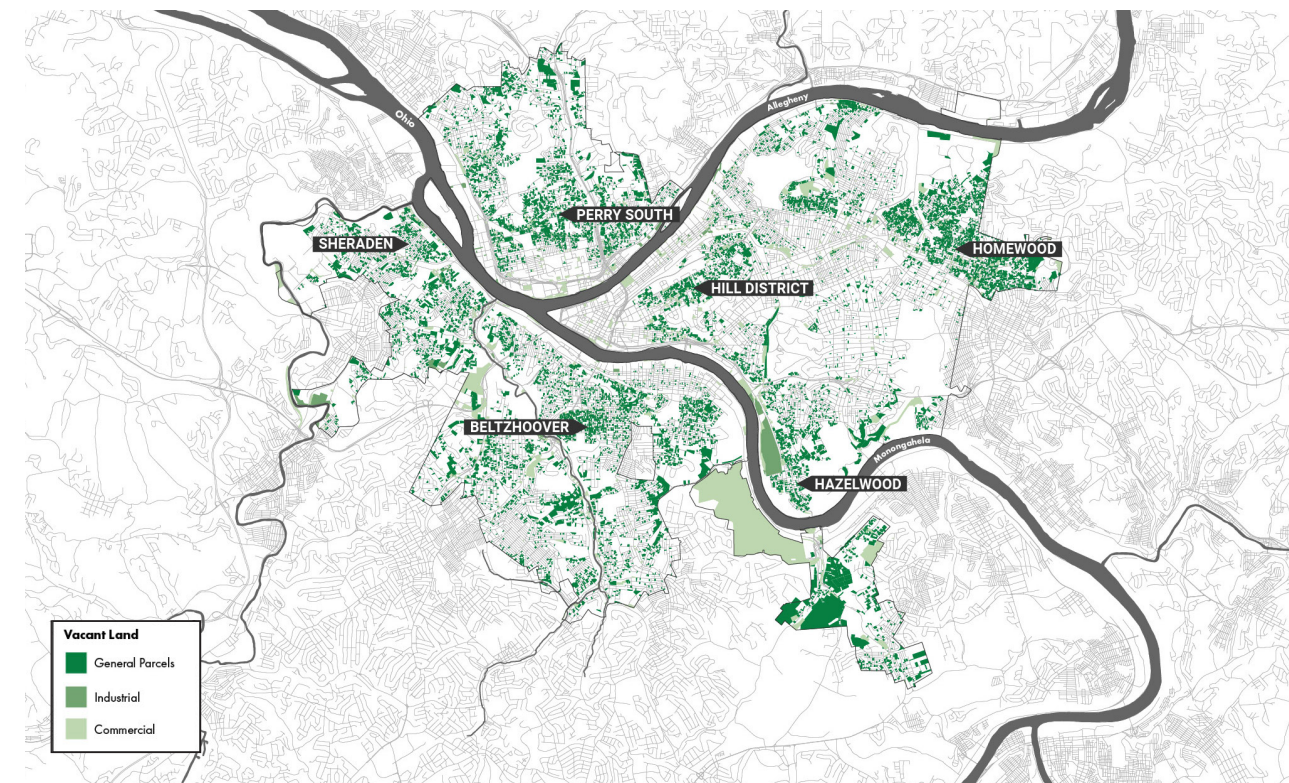 Ohio
Allegheny
PERRY SOUTH
SHERADEN
HOMEWOOD
HILL DISTRICT
BELTZHOOVER
Monongahela
HAZELWOOD
Vacant Land
General Parcels
Industrial
Commercial